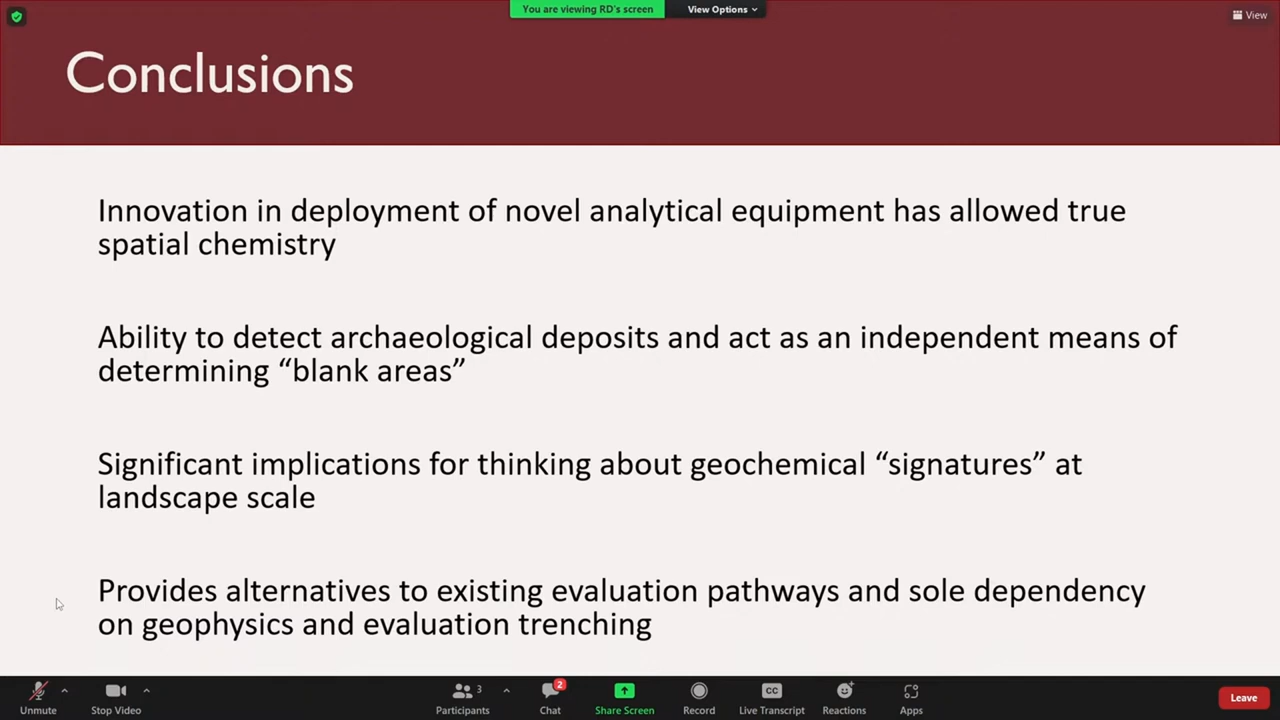 You are viewing RD's screen
View Options
View
Conclusions
Innovation in deployment of novel analytical equipment has allowed true
spatial chemistry
Ability to detect archaeological deposits and act as an independent means of
determining “blank areas”
Significant implications for thinking about geochemical “signatures” at
landscape scale
Provides alternatives to existing evaluation pathways and sole dependency
on geophysics and evaluation trenching
Unmute
Stop Video
Participants
3
Chat
2
Share Screen
Record
CC
Live Transcript
Reactions
Apps
Leave